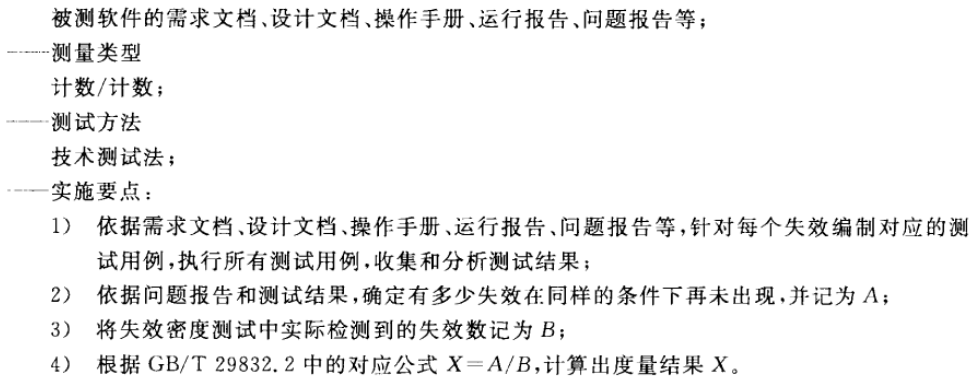 被测软件的需求文档、设计文档、操作手册、运行报告、问题报告等；
——测量类型
计数/计数；
——测试方法
技术测试法；
——实施要点：
1） 依据需求文档、设计文档、操作手册、运行报告、问题报告等，针对每个失效编制对应的测
试用例，执行所有测试用例，收集和分析测试结果；
2） 依据问题报告和测试结果，确定有多少失效在同样的条件下再未出现，并记为 A；
3） 将失效密度测试中实际检测到的失效数记为 B；
4） 根据 GB/T 29832.2 中的对应公式 X=A/B，计算出度量结果 X。